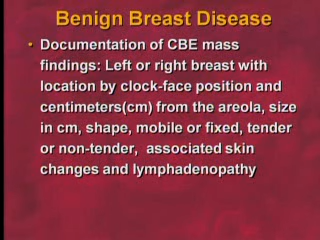 Benign Breast Disease
• Documentation of CBE mass
findings: Left or right breast with
location by clock-face position and
centimeters(cm) from the areola, size
in cm, shape, mobile or fixed, tender
or non-tender, associated skin
changes and lymphadenopathy